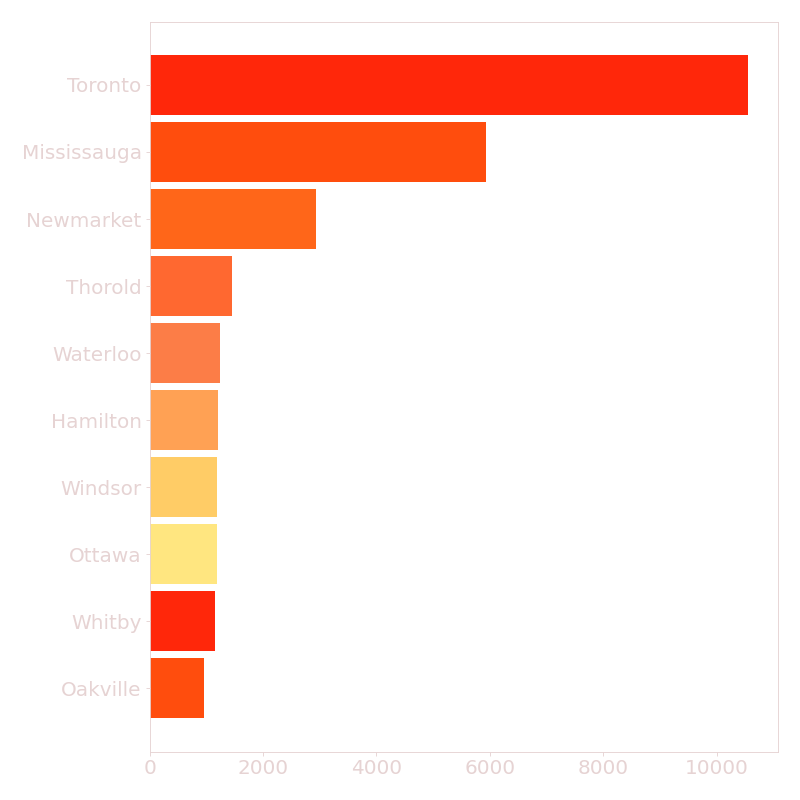 Toronto
Mississauga
Newmarket
Thorold
Waterloo
Hamilton
Windsor
Ottawa
Whitby
Oakville
0 2000 4000 6000 8000 10000